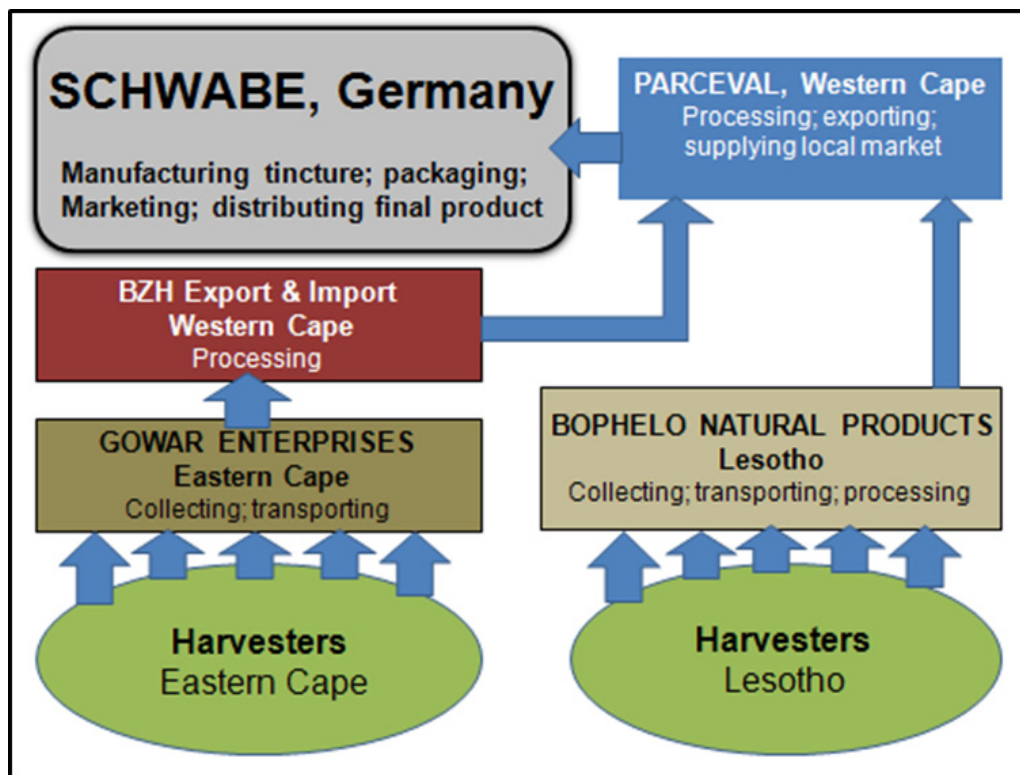 SCHWABE, Germany
Manufacturing tincture; packaging;
Marketing; distributing final product
PARCEVAL, Western Cape
Processing; exporting;
supplying local market
BZH Export & Import
Western Cape
Processing
GOWAR ENTERPRISES
Eastern Cape
Collecting; transporting
BOPHELO NATURAL PRODUCTS
Lesotho
Collecting; transporting; processing
Harvesters
Eastern Cape
Harvesters
Lesotho